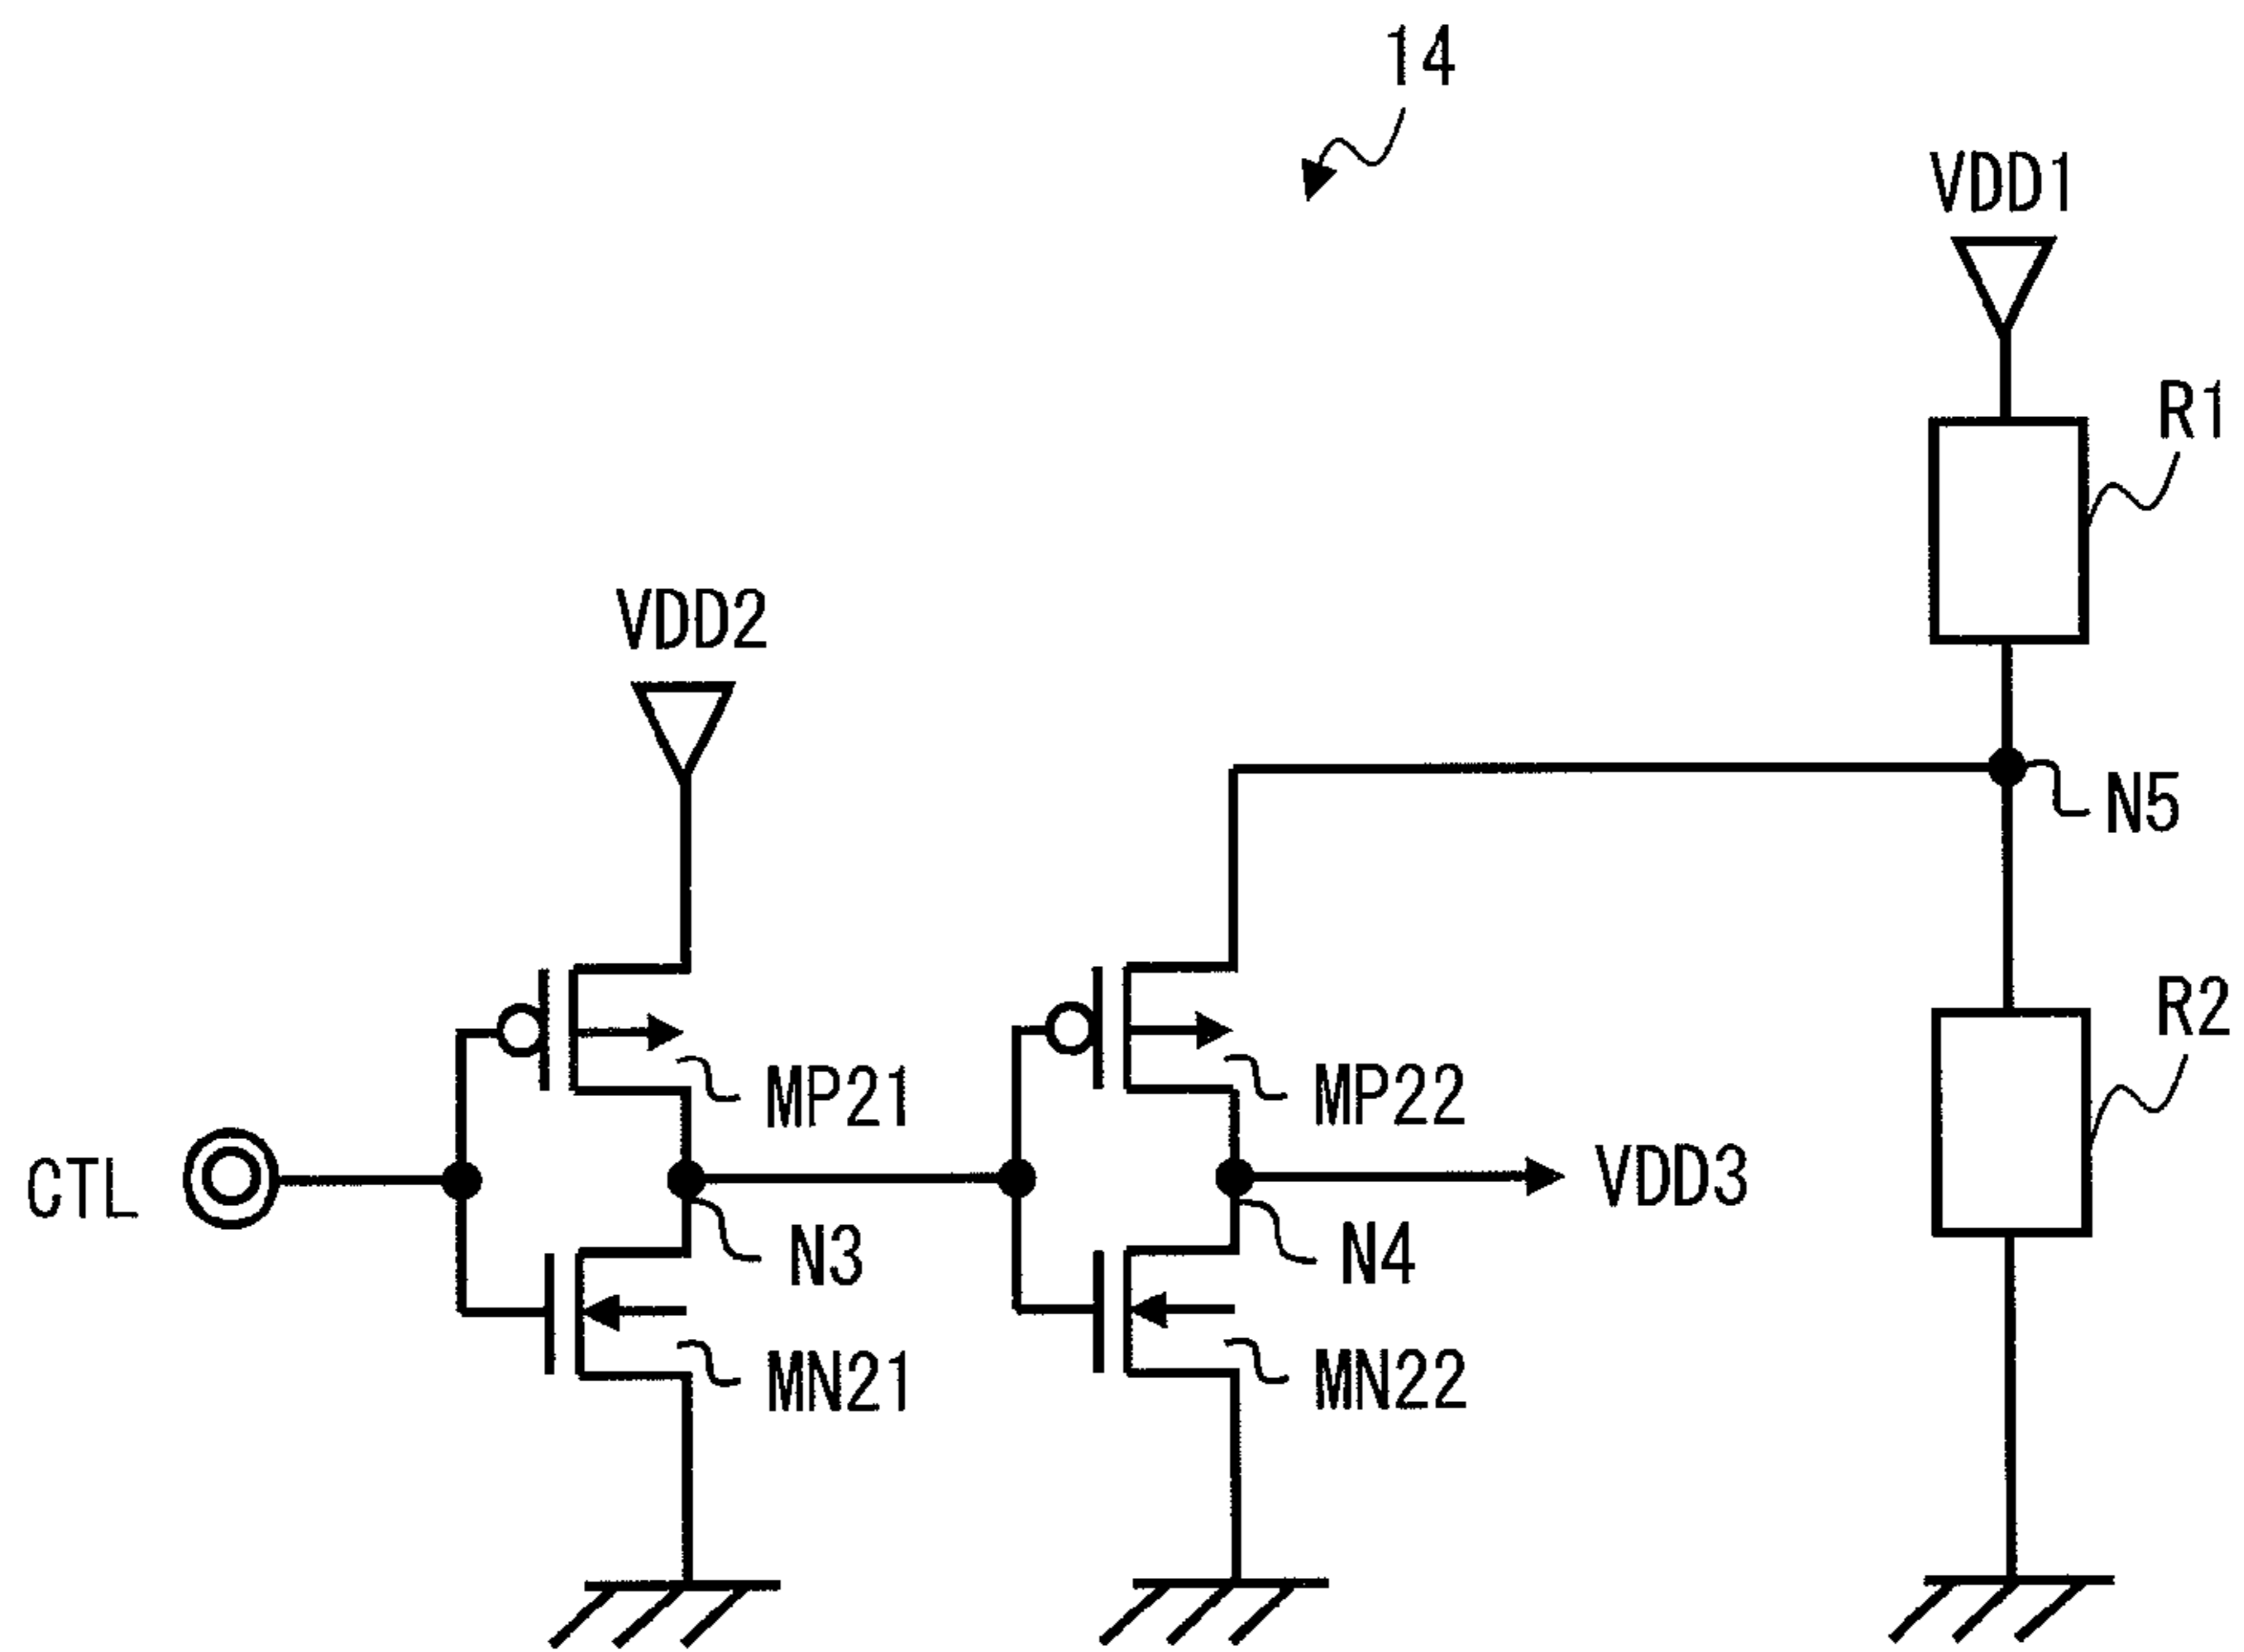 14
VDD1
R1
VDD2
N5
R2
MP21
MP22
CTL
VDD3
N3
N4
MN21
MN22